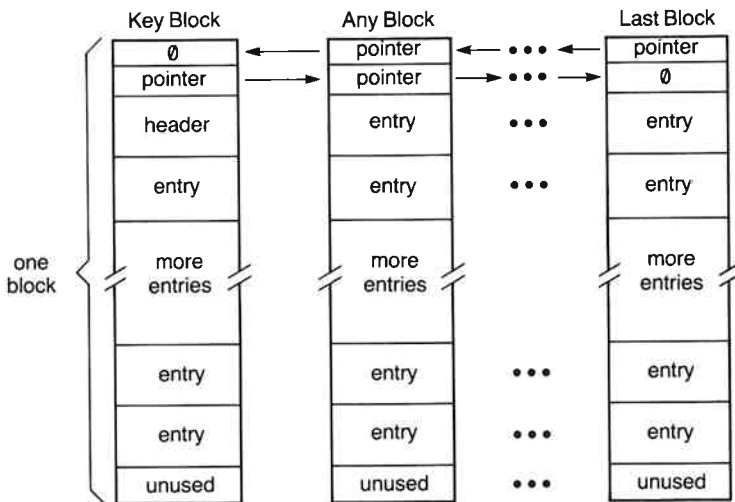 Key Block
Any Block
Last Block
0
pointer
pointer
pointer
pointer
0
header
entry
entry
entry
entry
entry
one
block
more
entries
more
entries
more
entries
entry
entry
entry
entry
entry
entry
unused
unused
unused